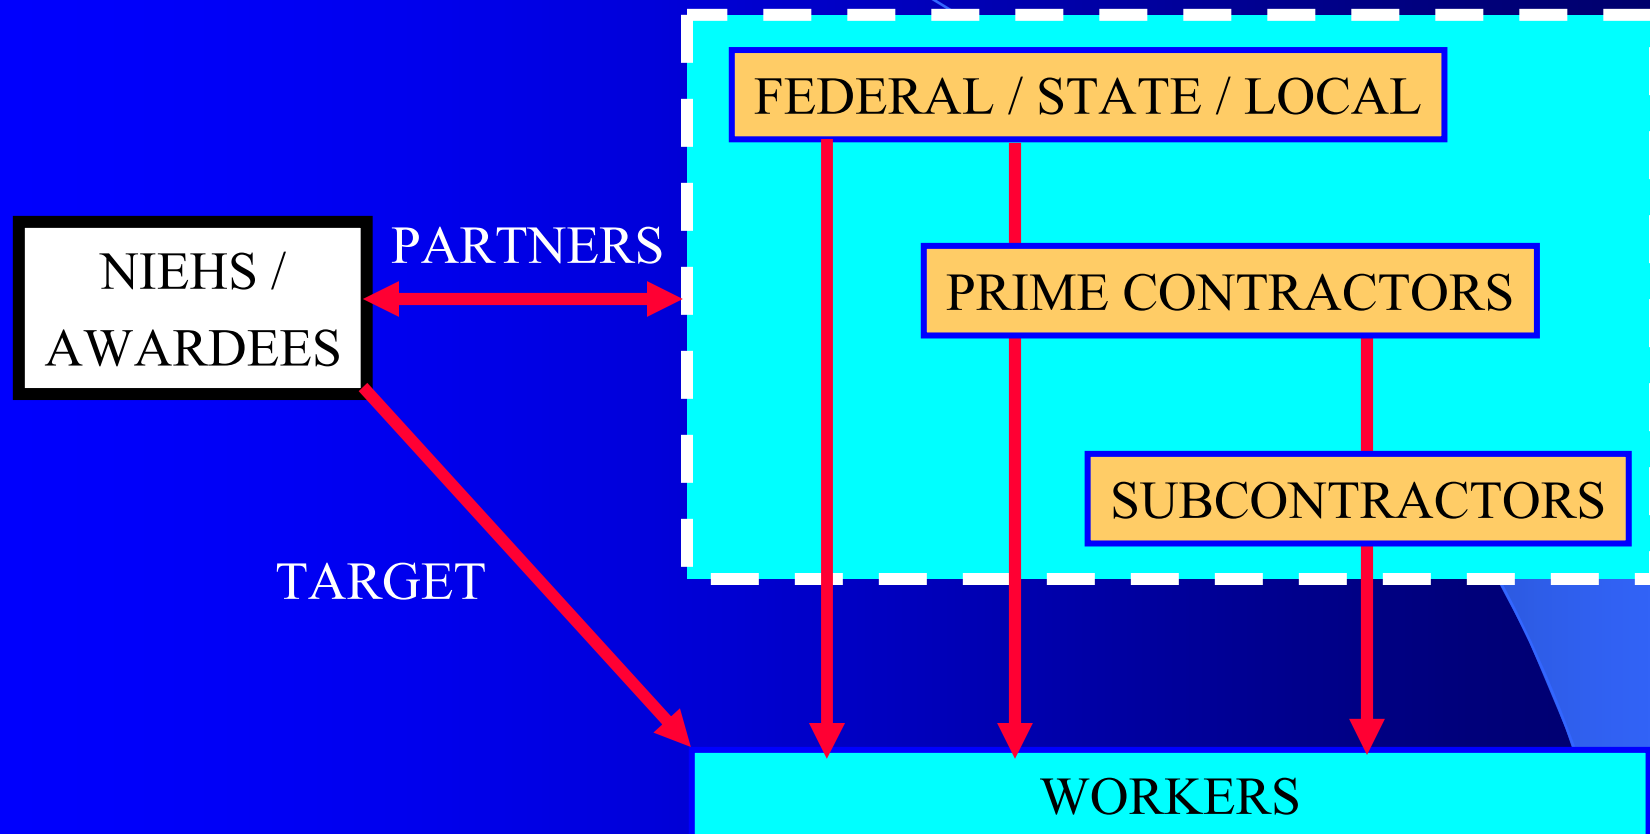 FEDERAL / STATE / LOCAL
NIEHS /
AWARDEES
PARTNERS
PRIME CONTRACTORS
SUBCONTRACTORS
TARGET
WORKERS